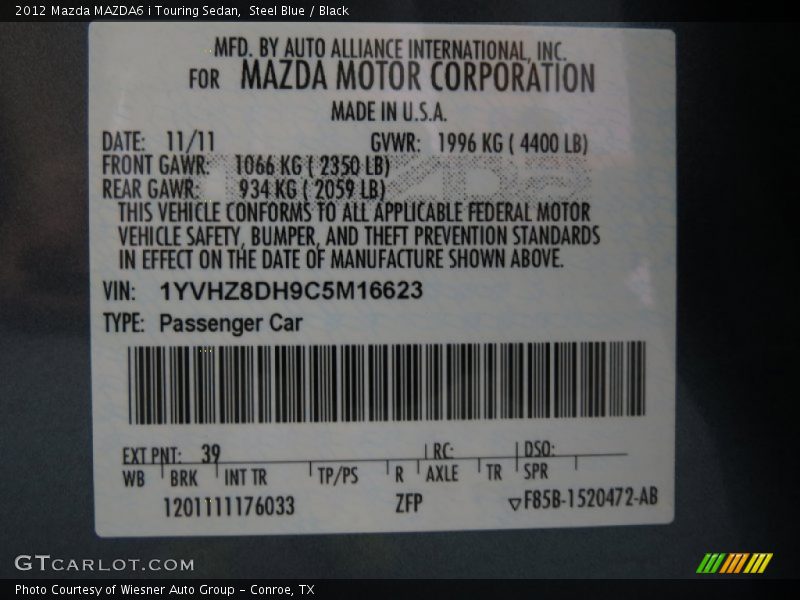 2012 Mazda MAZDA6 i Touring Sedan, Steel Blue / Black
MFD. BY AUTO ALLIANCE INTERNATIONAL, INC.
FOR MAZDA MOTOR CORPORATION
MADE IN U.S.A.
DATE: 11/11 GVWR: 1996 KG ( 4400 LB)
FRONT GAWR: 1066 KG ( 2350 LB)
REAR GAWR: 934 KG ( 2059 LB)
THIS VEHICLE CONFORMS TO ALL APPLICABLE FEDERAL MOTOR
VEHICLE SAFETY, BUMPER, AND THEFT PREVENTION STANDARDS
IN EFFECT ON THE DATE OF MANUFACTURE SHOWN ABOVE.
VIN: 1YVHZ8DH9C5M16623
TYPE: Passenger Car
EXT PNT: 39 RC: DSO:
WB BRK INT TR TP/PS R AXLE TR SPR
1201111176033 ZFP ▽F85B-1520472-AB
GTCARLOT.COM
Photo Courtesy of Wiesner Auto Group - Conroe, TX